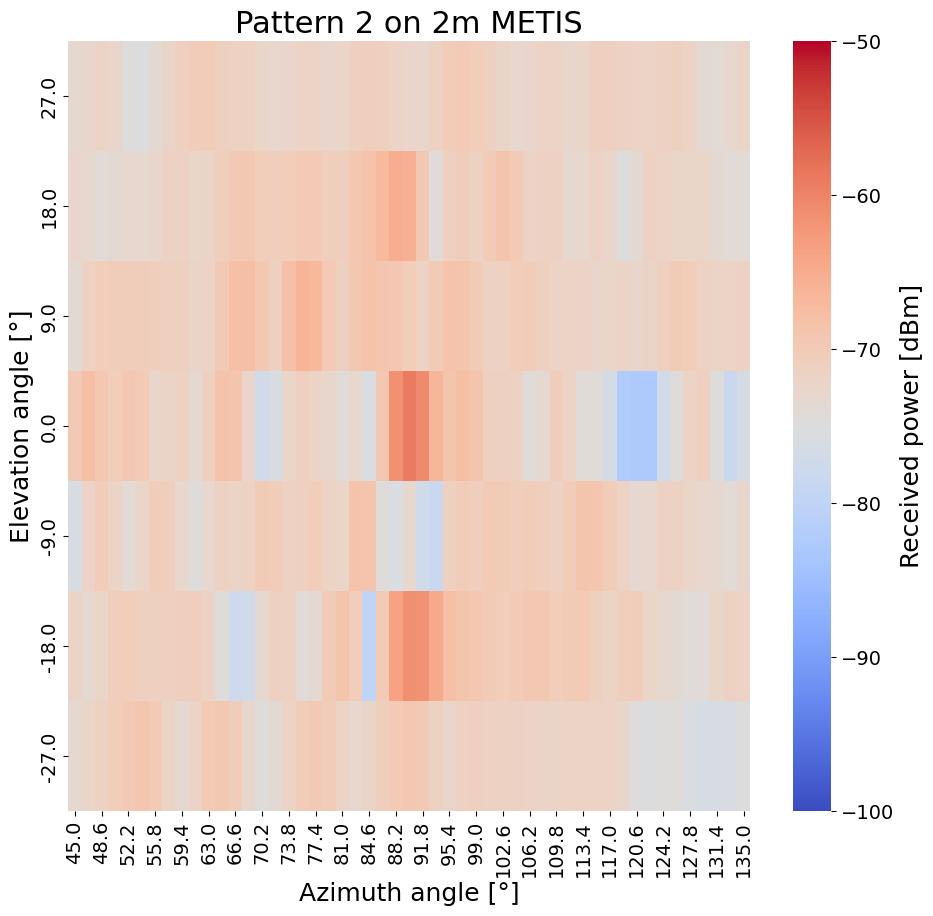 Pattern 2 on 2m METIS
Elevation angle [°]
27.0
18.0
9.0
0.0
-9.0
-18.0
-27.0
45.0 48.6 52.2 55.8 59.4 63.0 66.6 70.2 73.8 77.4 81.0 84.6 88.2 91.8 95.4 99.0 102.6 106.2 109.8 113.4 117.0 120.6 124.2 127.8 131.4 135.0
Azimuth angle [°]
−50
−60
−70
−80
−90
−100
Received power [dBm]